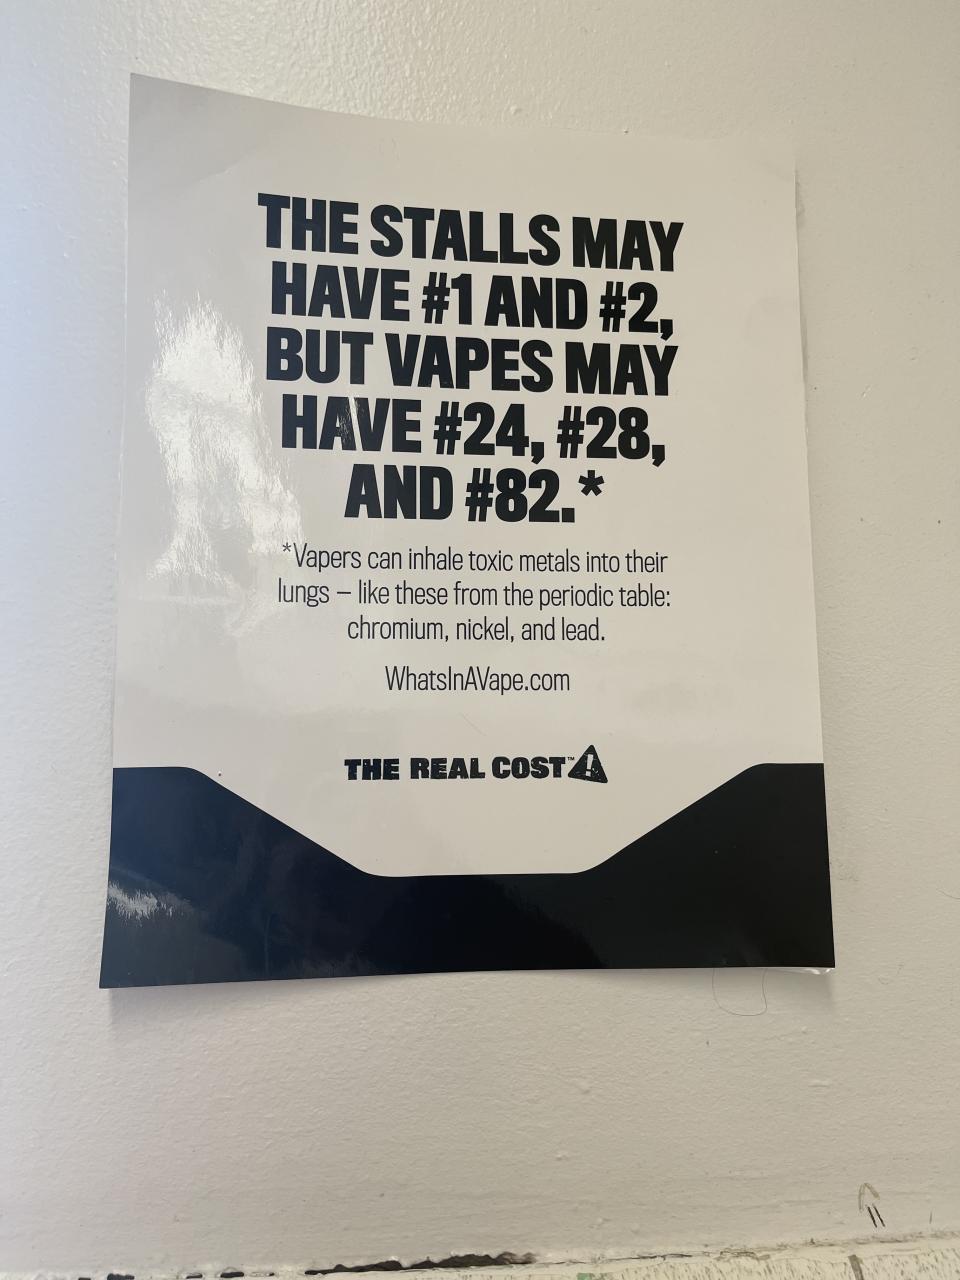 THE STALLS MAY
HAVE #1 AND #2,
BUT VAPES MAY
HAVE #24, #28,
AND #82.*
*Vapers can inhale toxic metals into their
lungs – like these from the periodic table:
chromium, nickel, and lead.
WhatsInAVape.com
THE REAL COST™